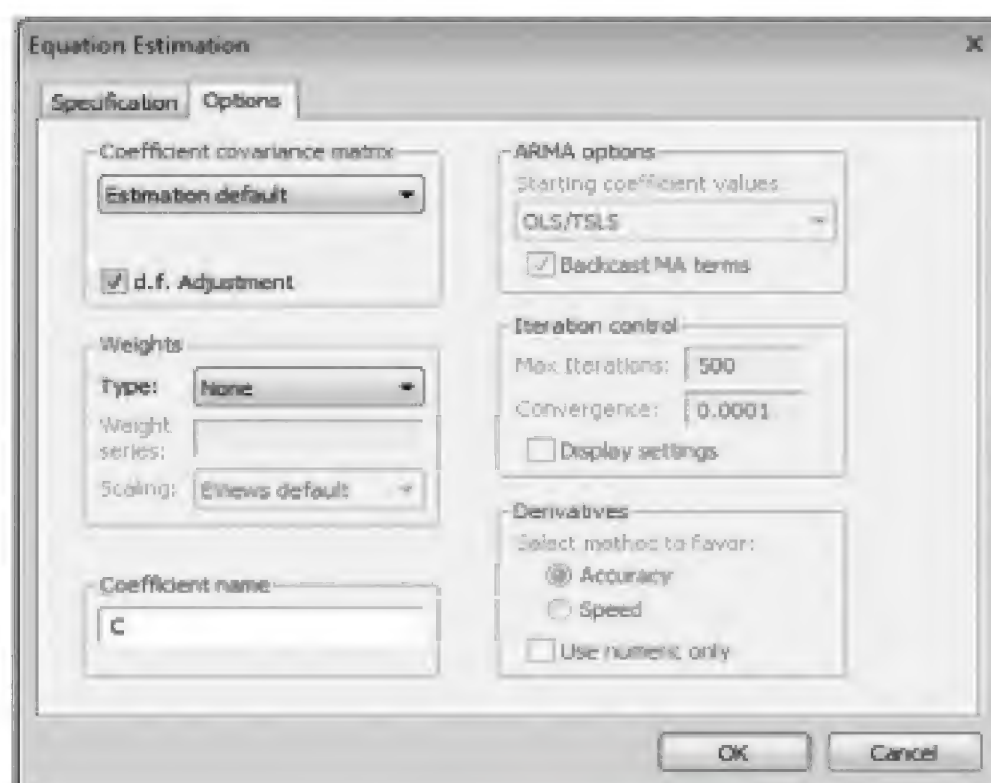 Equation Estimation
Specification
Options
Coefficient covariance matrix
Estimation default
d.f. Adjustment
Weights
Type: None
Weight series:
Scaling: EViews default
Coefficient name
C
ARMA options
Starting coefficient values:
OLS/TSLS
Backcast MA terms
Iteration control
Max Iterations: 500
Convergence: 0.0001
Display settings
Derivatives
Select method to favor:
Accuracy
Speed
Use numeric only
OK
Cancel